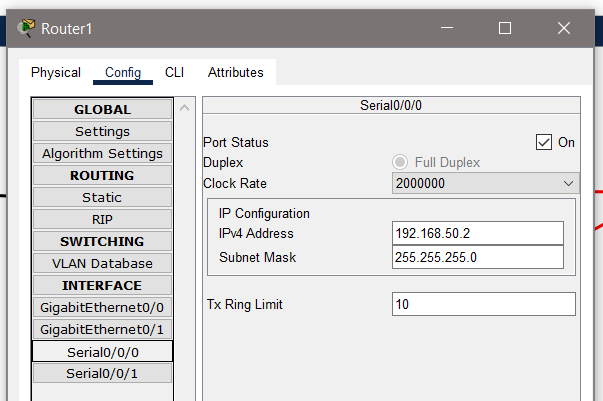 Router1
Physical Config CLI Attributes
GLOBAL
Settings
Algorithm Settings
ROUTING
Static
RIP
SWITCHING
VLAN Database
INTERFACE
GigabitEthernet0/0
GigabitEthernet0/1
Serial0/0/0
Serial0/0/1
Serial0/0/0
Port Status On
Duplex Full Duplex
Clock Rate 2000000
IP Configuration
IPv4 Address 192.168.50.2
Subnet Mask 255.255.255.0
Tx Ring Limit 10